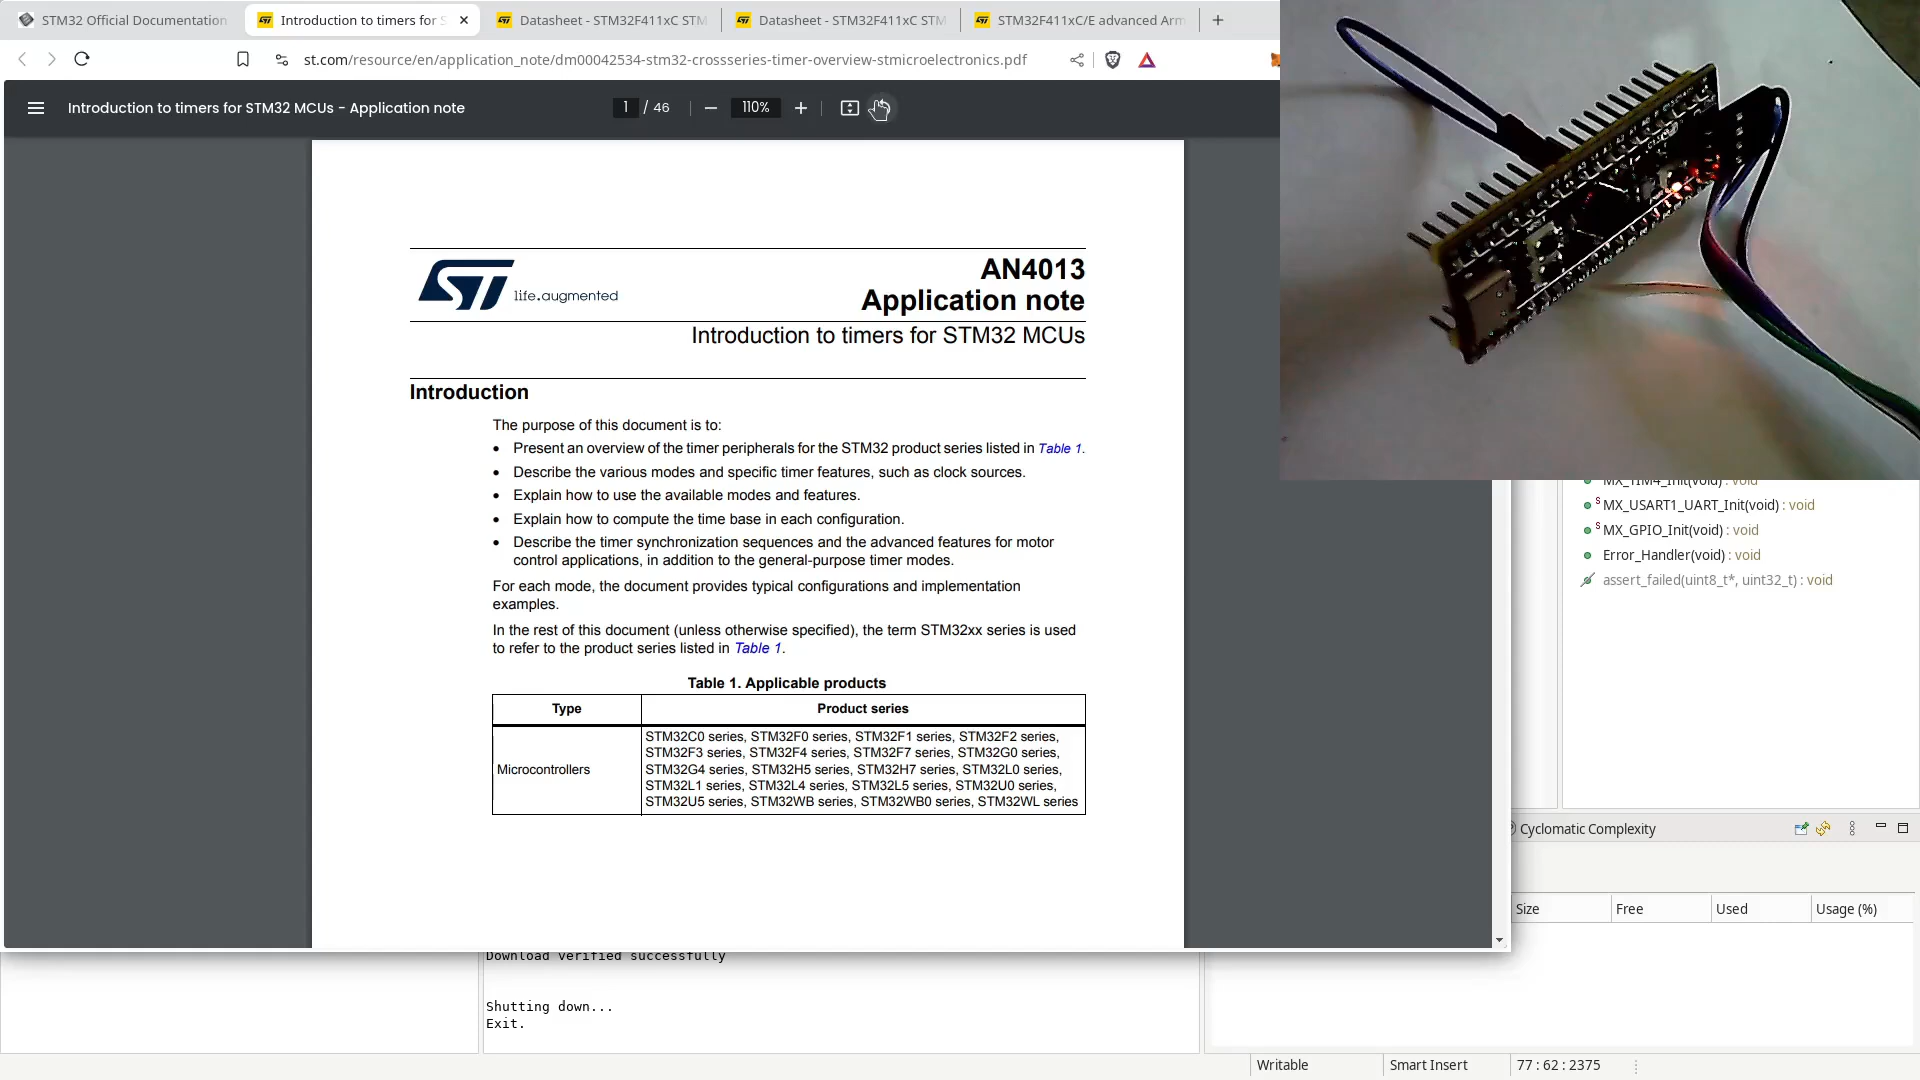 STM32 Official Documentation
Introduction to timers for S
Datasheet - STM32F411xC STM
Datasheet - STM32F411xC STM
STM32F411xC/E advanced Arm
st.com/resource/en/application_note/dm00042534-stm32-crossseries-timer-overview-stmicroelectronics.pdf
Introduction to timers for STM32 MCUs - Application note
1 / 46
110%
life.augmented
AN4013
Application note
Introduction to timers for STM32 MCUs
Introduction
The purpose of this document is to:
• Present an overview of the timer peripherals for the STM32 product series listed in Table 1.
• Describe the various modes and specific timer features, such as clock sources.
• Explain how to use the available modes and features.
• Explain how to compute the time base in each configuration.
• Describe the timer synchronization sequences and the advanced features for motor
control applications, in addition to the general-purpose timer modes.
For each mode, the document provides typical configurations and implementation
examples.
In the rest of this document (unless otherwise specified), the term STM32xx series is used
to refer to the product series listed in Table 1.
Table 1. Applicable products
Type
Product series
Microcontrollers
STM32C0 series, STM32F0 series, STM32F1 series, STM32F2 series,
STM32F3 series, STM32F4 series, STM32F7 series, STM32G0 series,
STM32G4 series, STM32H5 series, STM32H7 series, STM32L0 series,
STM32L1 series, STM32L4 series, STM32L5 series, STM32U0 series,
STM32U5 series, STM32WB series, STM32WB0 series, STM32WL series
MX_TIM4_Init(void) : void
MX_USART1_UART_Init(void) : void
MX_GPIO_Init(void) : void
Error_Handler(void) : void
assert_failed(uint8_t*, uint32_t) : void
Cyclomatic Complexity
Size
Free
Used
Usage (%)
Download verified successfully
Shutting down...
Exit.
Writable
Smart Insert
77 : 62 : 2375